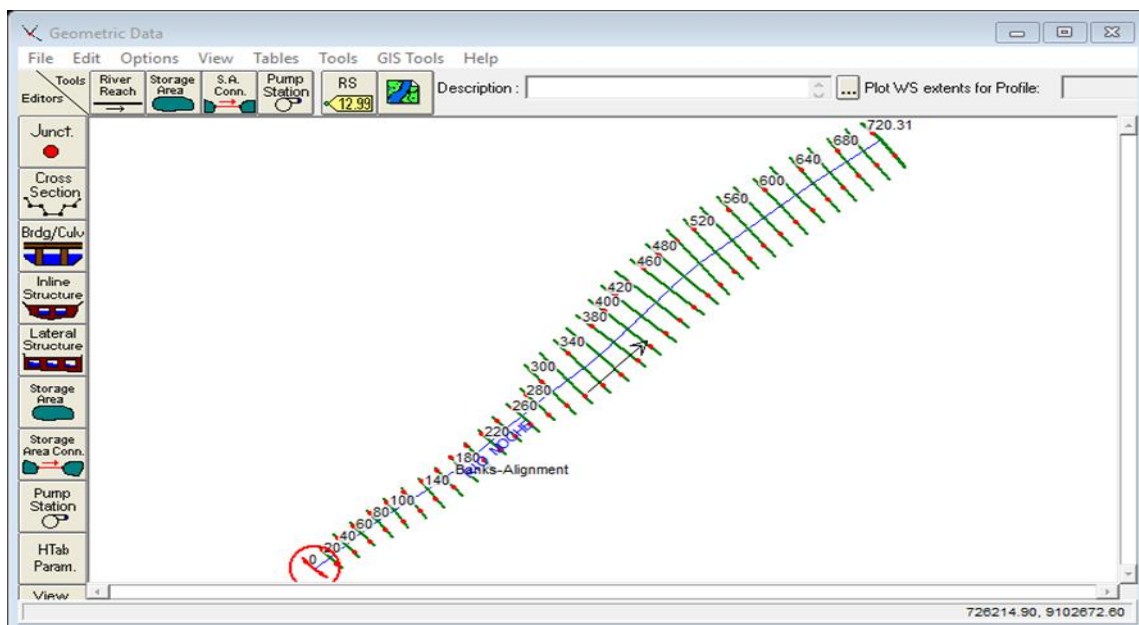 Geometric Data
File Edit Options View Tables Tools GIS Tools Help
Tools
Editors
River
Reach
Storage
Area
S.A.
Conn.
Pump
Station
RS
12.99
Description :
...
Plot WS extents for Profile:
Junct.
Cross
Section
Brdg/Culv
Inline
Structure
Lateral
Structure
Storage
Area
Storage
Area Conn.
Pump
Station
HTab
Param.
View
720.31
680
640
600
560
520
480
460
420
400
380
340
300
280
260
220
180
Banks-Alignment
140
100
80
60
40
20
0
726214.90, 9102672.60